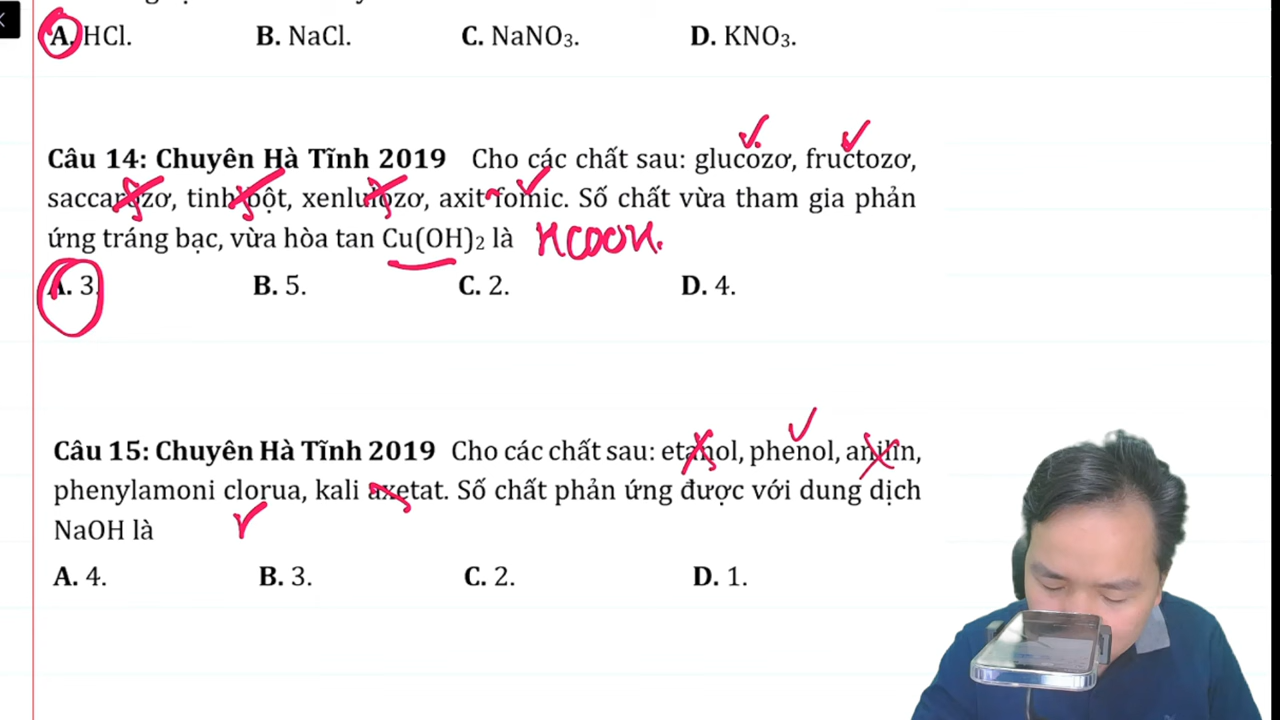 A. HCl. B. NaCl. C. NaNO₃. D. KNO₃.
Câu 14: Chuyên Hà Tĩnh 2019 Cho các chất sau: glucozơ, fructozơ,
saccarozơ, tinh bột, xenlulozơ, axit fomic. Số chất vừa tham gia phản
ứng tráng bạc, vừa hòa tan Cu(OH)₂ là HCOOH.
A. 3. B. 5. C. 2. D. 4.
Câu 15: Chuyên Hà Tĩnh 2019 Cho các chất sau: etanol, phenol, anilin,
phenylamoni clorua, kali axetat. Số chất phản ứng được với dung dịch
NaOH là
A. 4. B. 3. C. 2. D. 1.